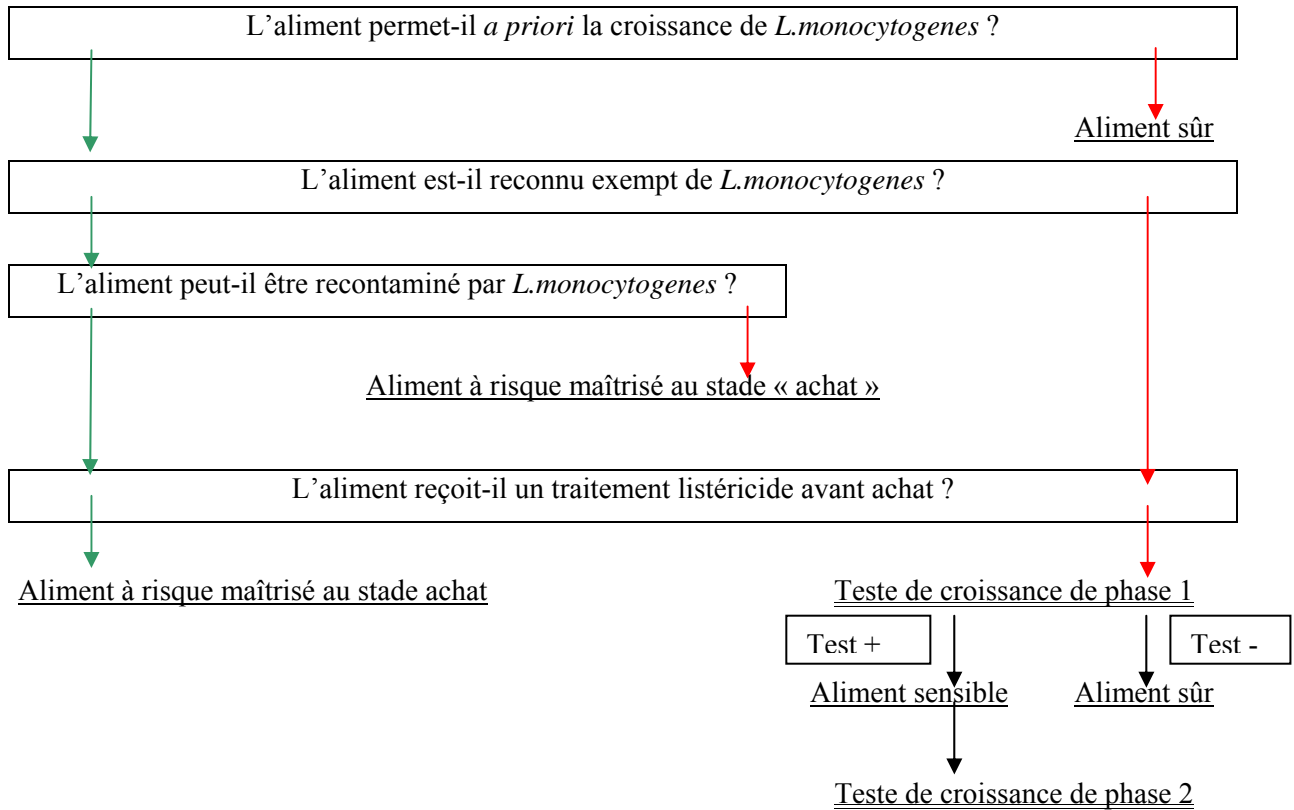 L’aliment permet-il a priori la croissance de L.monocytogenes ?
Aliment sûr
L’aliment est-il reconnu exempt de L.monocytogenes ?
L’aliment peut-il être recontaminé par L.monocytogenes ?
Aliment à risque maîtrisé au stade « achat »
L’aliment reçoit-il un traitement listéricide avant achat ?
Aliment à risque maîtrisé au stade achat
Teste de croissance de phase 1
Test +
Test -
Aliment sensible
Aliment sûr
Teste de croissance de phase 2